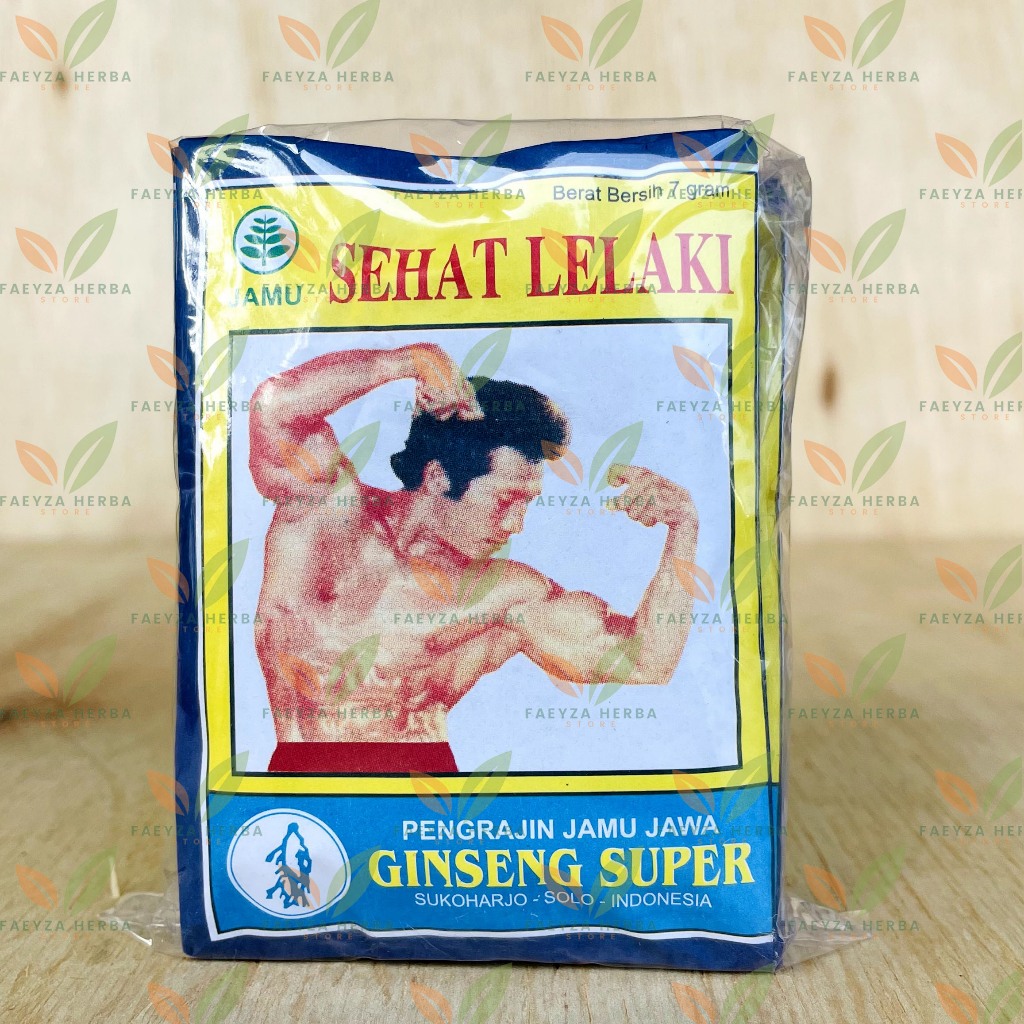 Berat Bersih 7 gram
JAMU
SEHAT LELAKI
PENGRAJIN JAMU JAWA
GINSENG SUPER
SUKOHARJO - SOLO - INDONESIA
FAEYZA HERBA
STORE